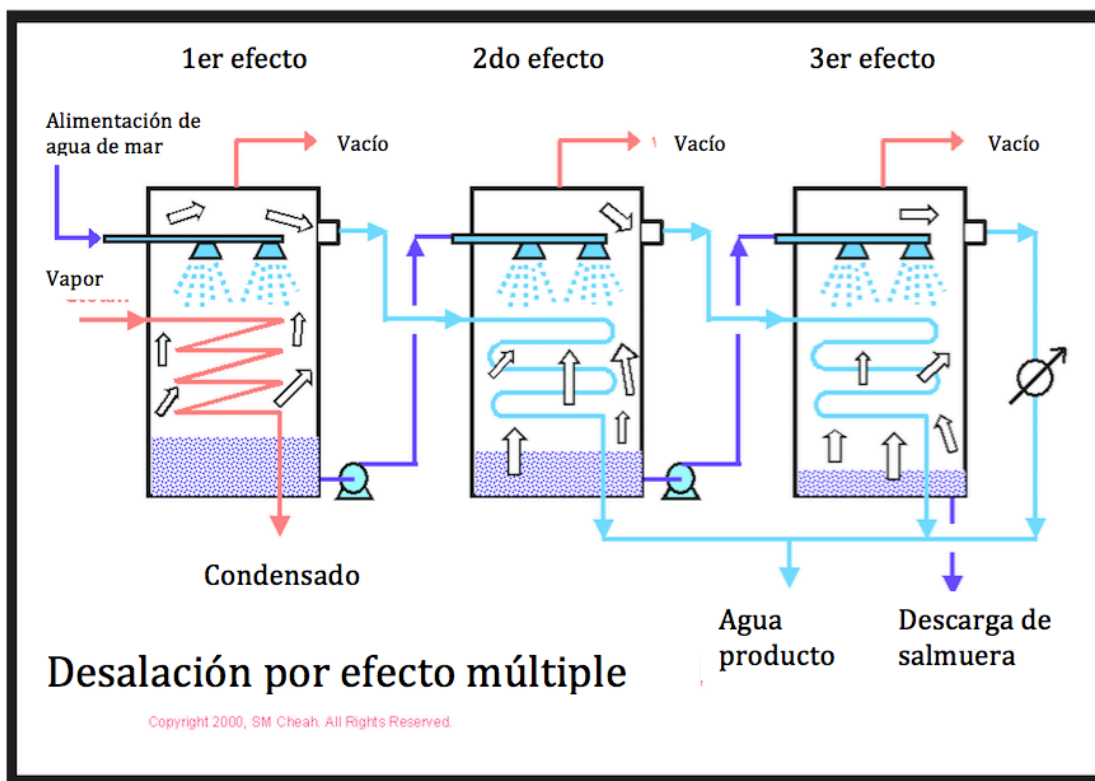 1er efecto
2do efecto
3er efecto
Alimentación de
agua de mar
Vacío
Vacío
Vacío
Vapor
Condensado
Agua
producto
Descarga de
salmuera
Desalación por efecto múltiple
Copyright 2000, SM Cheah. All Rights Reserved.